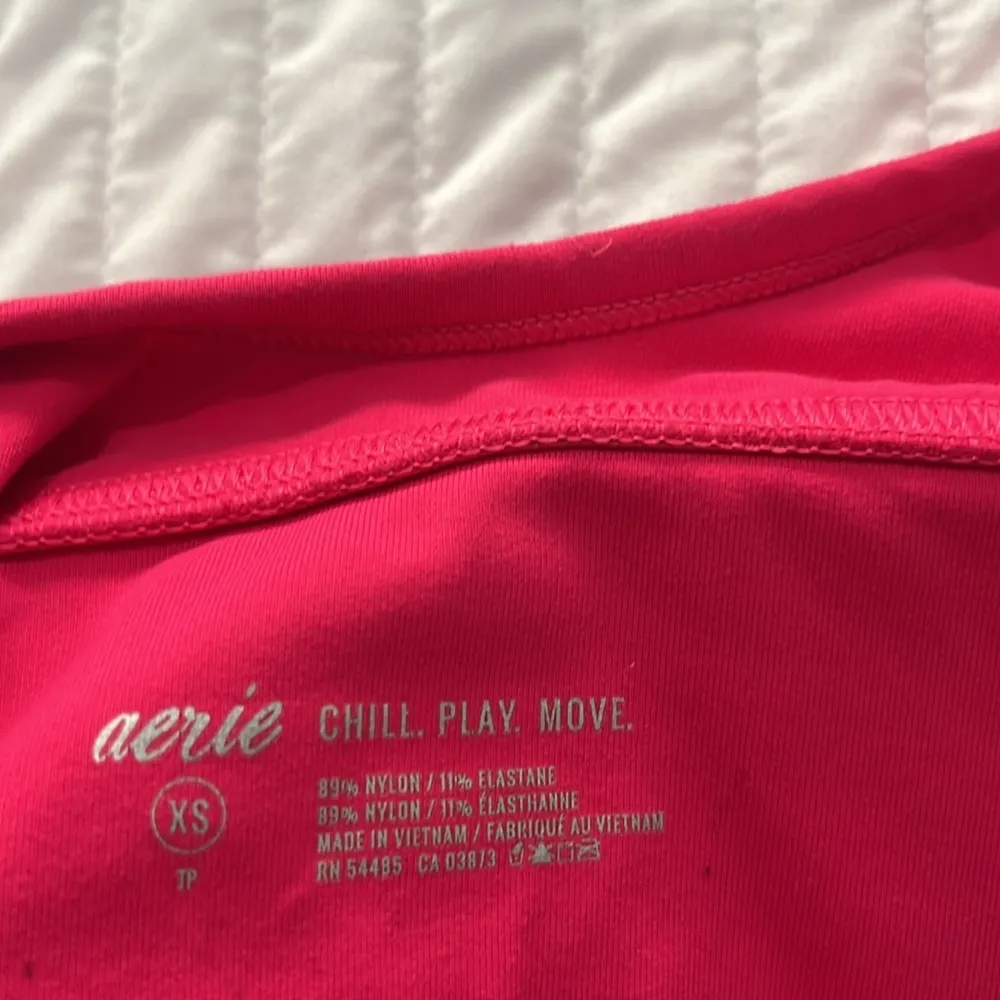 aerie CHILL. PLAY. MOVE.
XS
TP
89% NYLON / 11% ELASTANE
89% NYLON / 11% ÉLASTHANNE
MADE IN VIETNAM / FABRIQUÉ AU VIETNAM
RN 54485 CA 03873